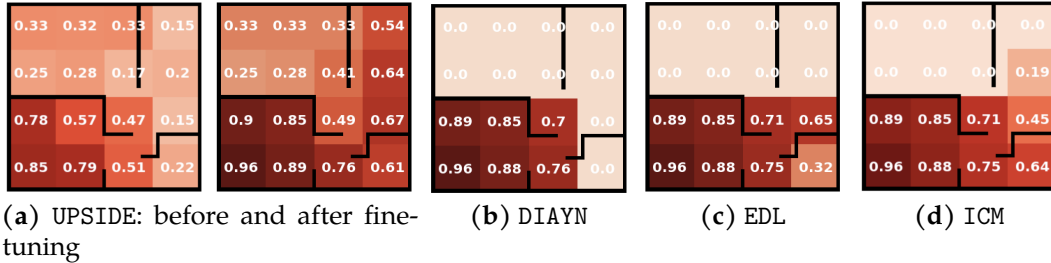 0.33 0.32 0.33 0.15 0.33 0.33 0.33 0.54 0.0 0.0 0.0 0.0 0.0 0.0 0.0 0.0 0.0 0.0 0.0 0.0
0.25 0.28 0.17 0.2 0.25 0.28 0.41 0.64 0.0 0.0 0.0 0.0 0.0 0.0 0.0 0.0 0.0 0.0 0.0 0.19
0.78 0.57 0.47 0.15 0.9 0.85 0.49 0.67 0.89 0.85 0.7 0.0 0.89 0.85 0.71 0.65 0.89 0.85 0.71 0.45
0.85 0.79 0.51 0.22 0.96 0.89 0.76 0.61 0.96 0.88 0.76 0.0 0.96 0.88 0.75 0.32 0.96 0.88 0.75 0.64
(a) UPSIDE: before and after fine- (b) DIAYN (c) EDL (d) ICM
tuning